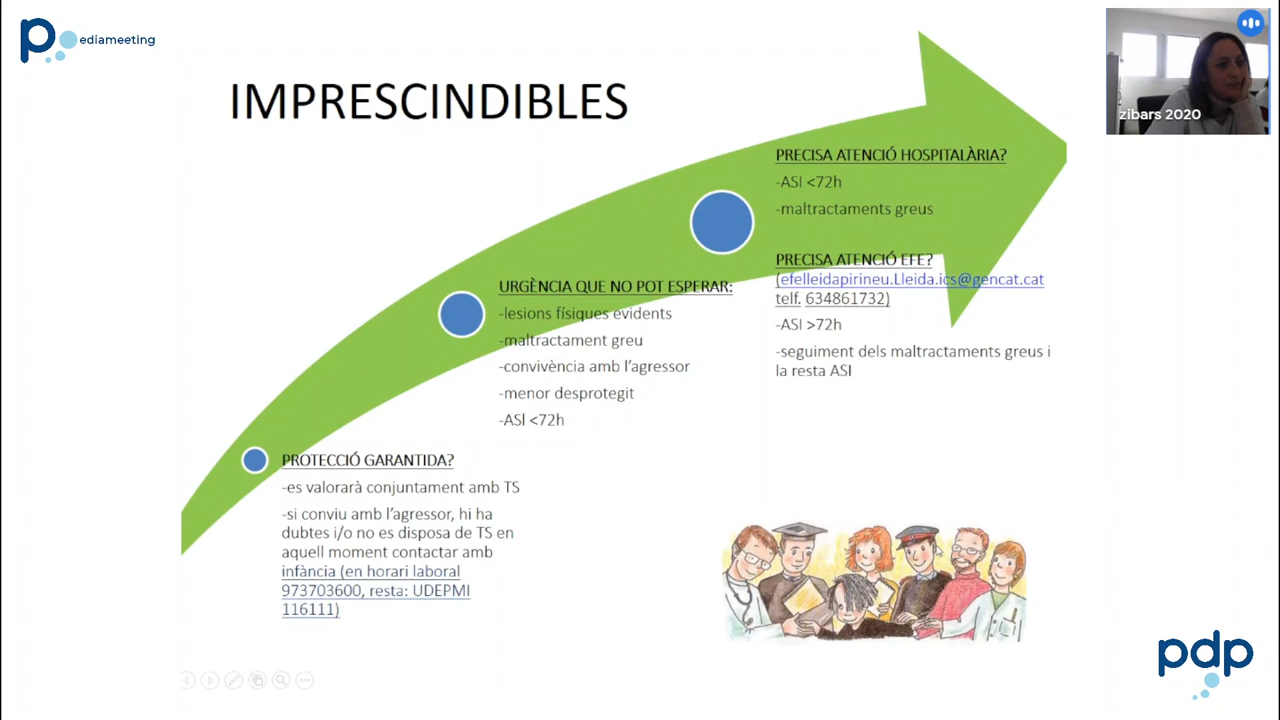 pediameeting
zibars 2020
IMPRESCINDIBLES
PRECISA ATENCIÓ HOSPITALÀRIA?
-ASI <72h
-maltractaments greus
PRECISA ATENCIÓ EFE?
(efelleidapirineu.Lleida.ics@gencat.cat
telf. 634861732)
-ASI >72h
-seguiment dels maltractaments greus i
la resta ASI
URGÈNCIA QUE NO POT ESPERAR:
-lesions físiques evidents
-maltractament greu
-convivència amb l'agressor
-menor desprotegit
-ASI <72h
PROTECCIÓ GARANTIDA?
-es valorarà conjuntament amb TS
-si conviu amb l'agressor, hi ha
dubtes i/o no es disposa de TS en
aquell moment contactar amb
infància (en horari laboral
973703600, resta: UDEPMI
116111)
pdp